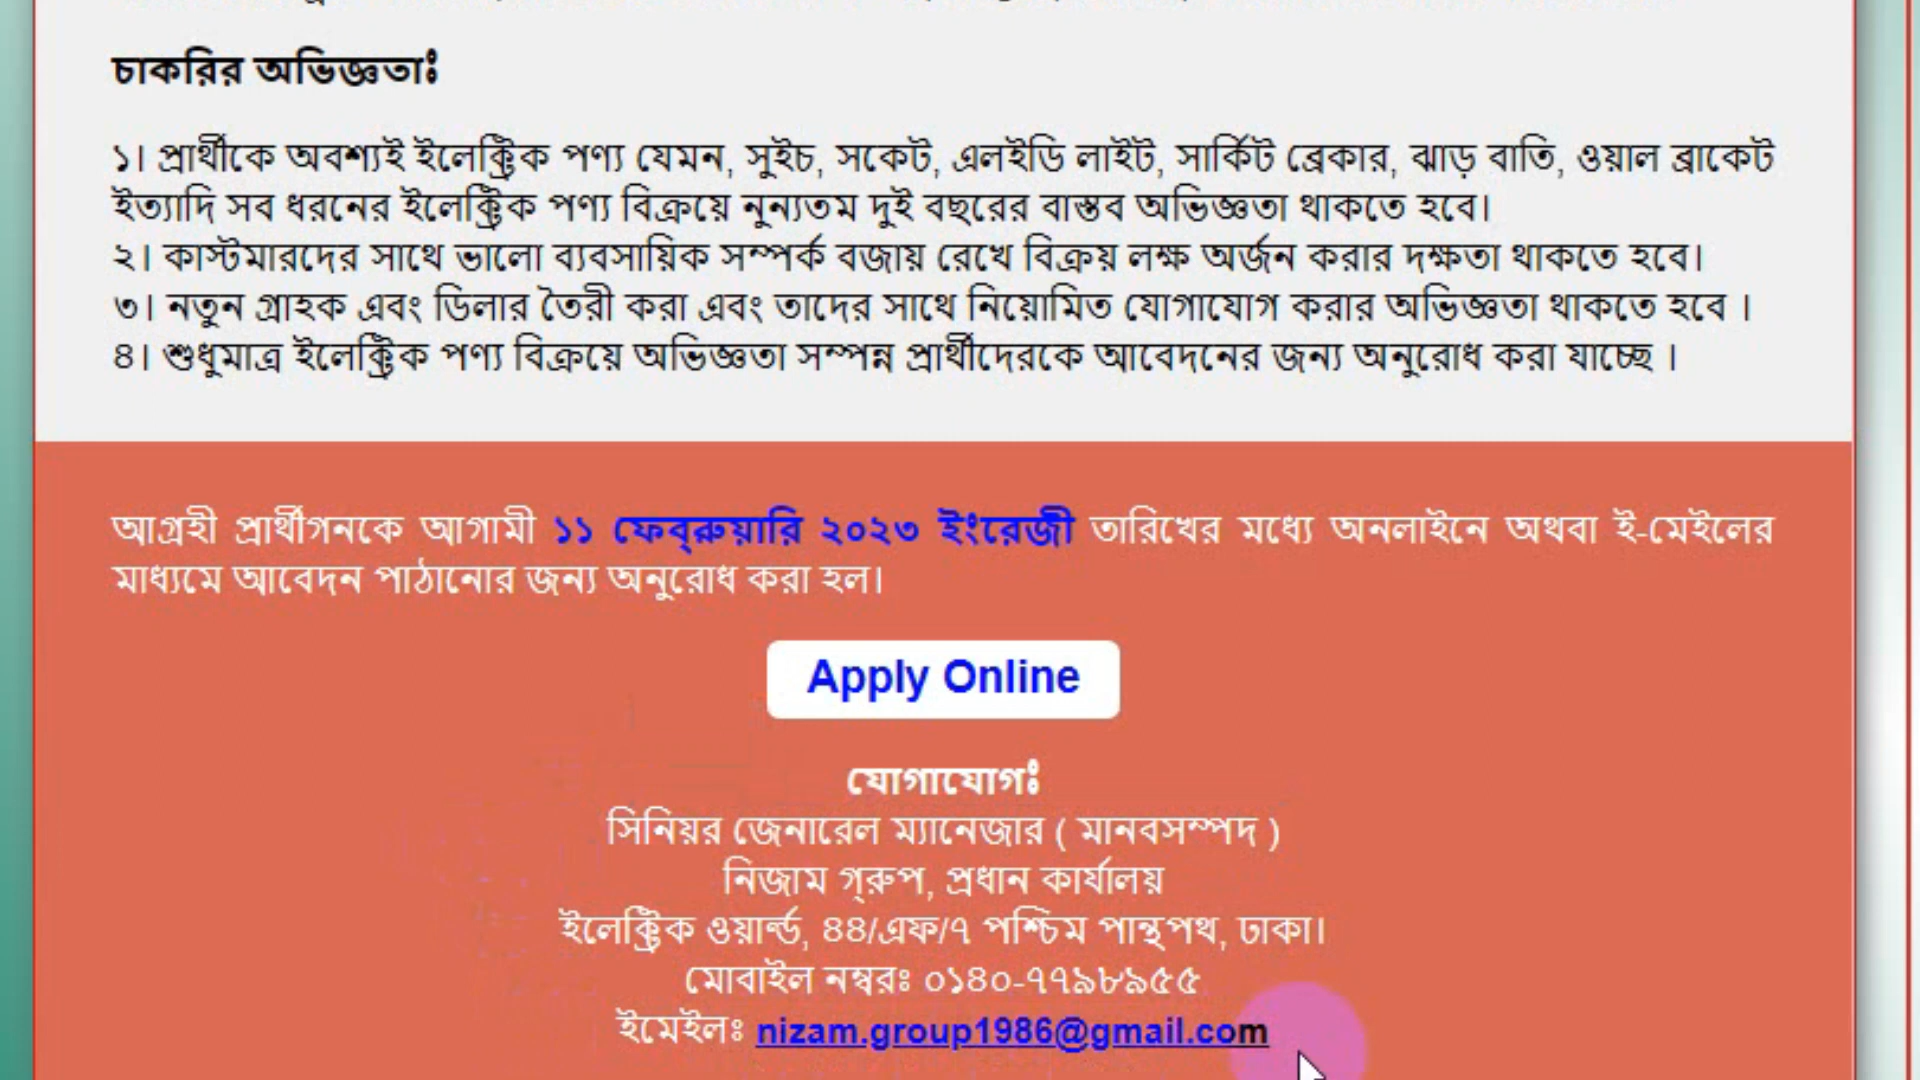 চাকরির অভিজ্ঞতাঃ
১। প্রার্থীকে অবশ্যই ইলেক্ট্রিক পণ্য যেমন, সুইচ, সকেট, এলইডি লাইট, সার্কিট ব্রেকার, ঝাড় বাতি, ওয়াল ব্রাকেট
ইত্যাদি সব ধরনের ইলেক্ট্রিক পণ্য বিক্রয়ে নুন্যতম দুই বছরের বাস্তব অভিজ্ঞতা থাকতে হবে।
২। কাস্টমারদের সাথে ভালো ব্যবসায়িক সম্পর্ক বজায় রেখে বিক্রয় লক্ষ অর্জন করার দক্ষতা থাকতে হবে।
৩। নতুন গ্রাহক এবং ডিলার তৈরী করা এবং তাদের সাথে নিয়োমিত যোগাযোগ করার অভিজ্ঞতা থাকতে হবে ।
৪। শুধুমাত্র ইলেক্ট্রিক পণ্য বিক্রয়ে অভিজ্ঞতা সম্পন্ন প্রার্থীদেরকে আবেদনের জন্য অনুরোধ করা যাচ্ছে ।
আগ্রহী প্রার্থীগনকে আগামী ১১ ফেব্রুয়ারি ২০২৩ ইংরেজী তারিখের মধ্যে অনলাইনে অথবা ই-মেইলের
মাধ্যমে আবেদন পাঠানোর জন্য অনুরোধ করা হল।
Apply Online
যোগাযোগঃ
সিনিয়র জেনারেল ম্যানেজার ( মানবসম্পদ )
নিজাম গ্রুপ, প্রধান কার্যালয়
ইলেক্ট্রিক ওয়ার্ল্ড, ৪৪/এফ/৭ পশ্চিম পান্থপথ, ঢাকা।
মোবাইল নম্বরঃ ০১৪০-৭৭৯৮৯৫৫
ইমেইলঃ nizam.group1986@gmail.com